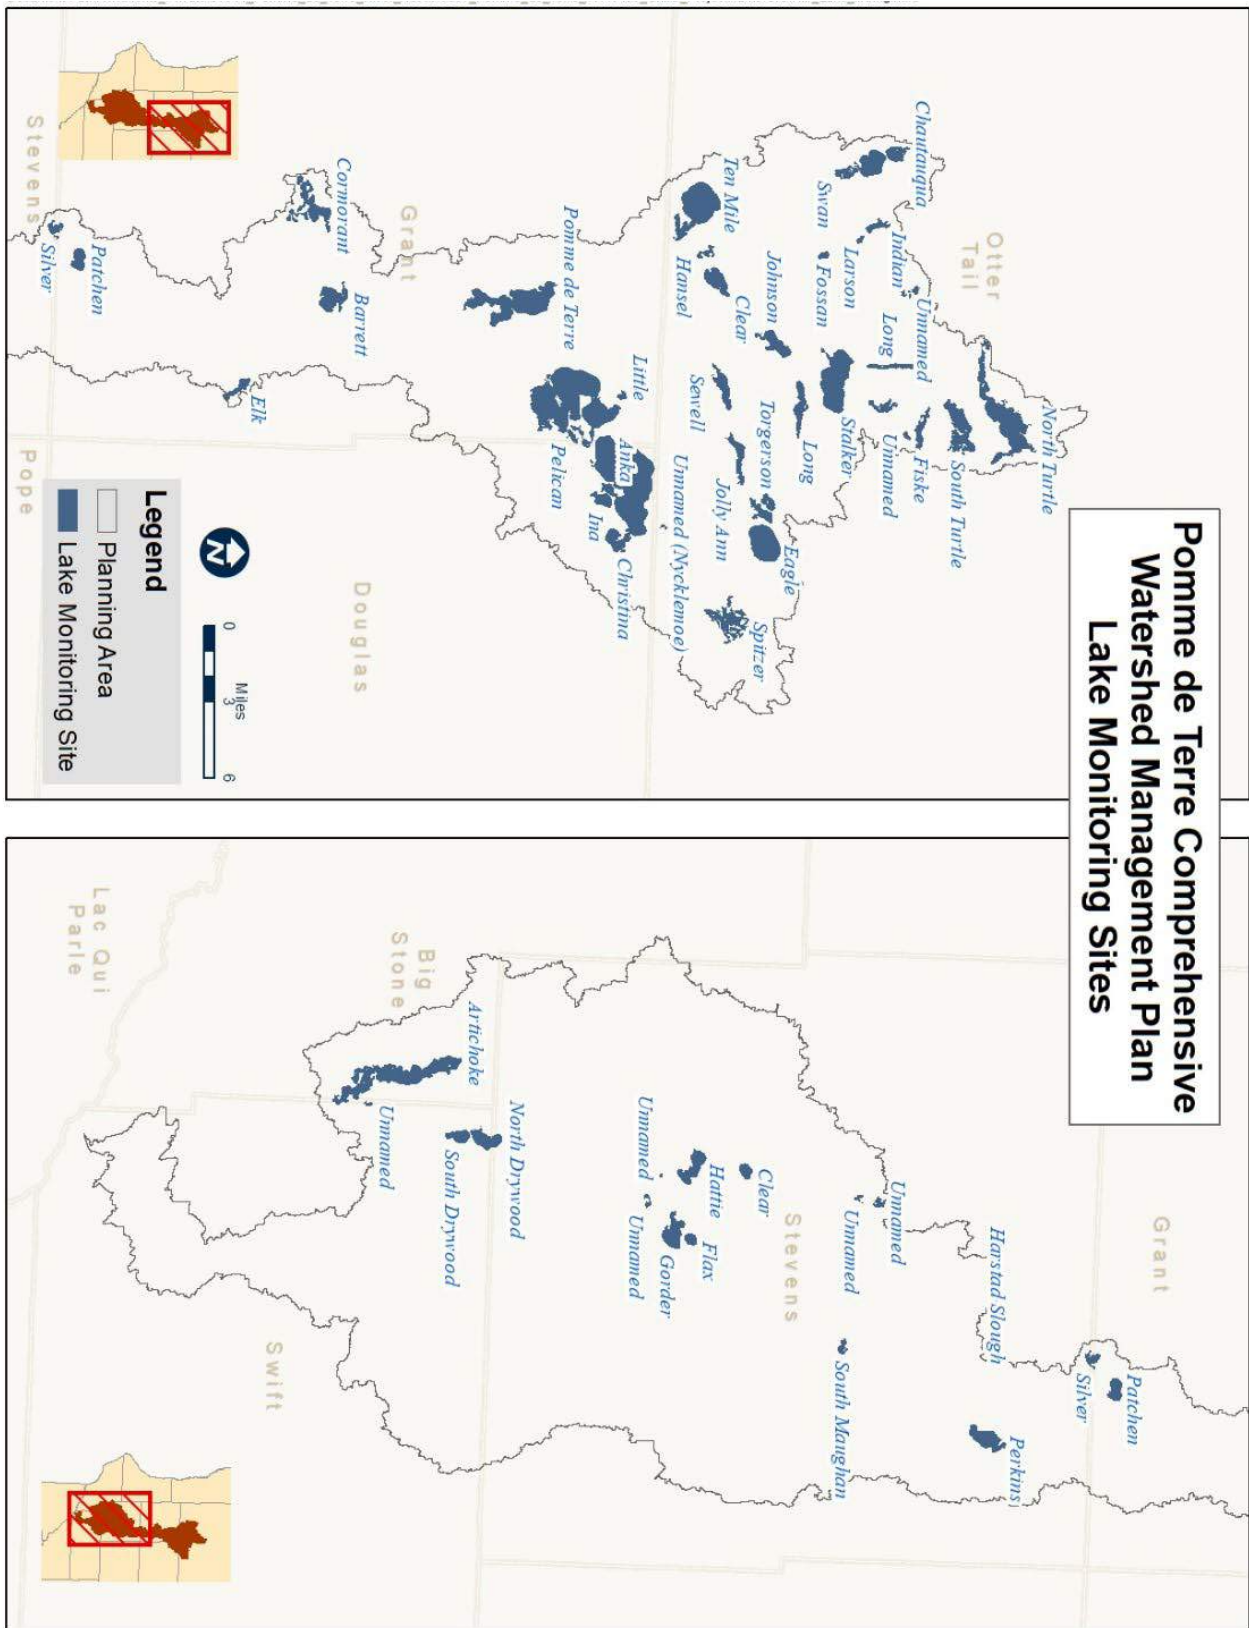 Pomme de Terre Comprehensive
Watershed Management Plan
Lake Monitoring Sites
Otter
Tail
North Turtle
South Turtle
Fiske
Unnamed
Chautauqua
Indian
Unnamed
Long
Larson
Swan
Fossan
Stalker
Long
Johnson
Ten Mile
Clear
Hansel
Torgerson
Eagle
Sewell
Jolly Ann
Spitzer
Unnamed (Nycklemoe)
Little
Anka
Christina
Ina
Pelican
Pomme de Terre
Grant
Cormorant
Barrett
Elk
Patchen
Silver
Stevens
Douglas
Pope
N
0
Miles
3
6
Legend
Planning Area
Lake Monitoring Site
Grant
Patchen
Silver
Perkins
Harstad Slough
Unnamed
Unnamed
South Maughan
Stevens
Clear
Hattie
Flax
Gorder
Unnamed
Unnamed
North Drywood
South Drywood
Artichoke
Unnamed
Big
Stone
Swift
Lac Qui
Parle